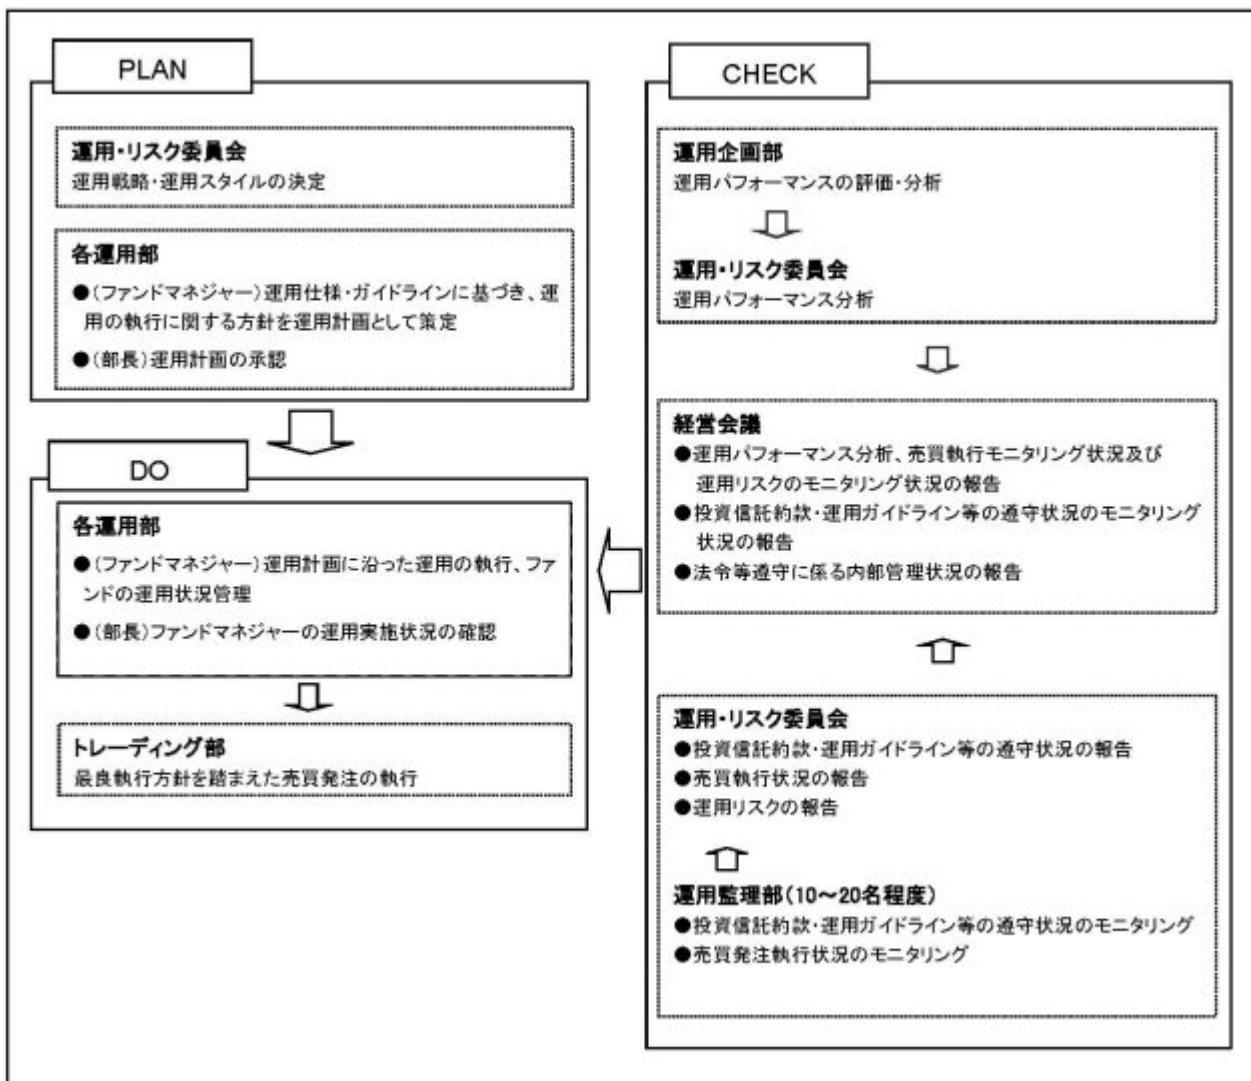 PLAN
運用・リスク委員会
運用戦略・運用スタイルの決定
各運用部
●(ファンドマネジャー)運用仕様・ガイドラインに基づき、運
用の執行に関する方針を運用計画として策定
●(部長)運用計画の承認
DO
各運用部
●(ファンドマネジャー)運用計画に沿った運用の執行、ファ
ンドの運用状況管理
●(部長)ファンドマネジャーの運用実施状況の確認
トレーディング部
最良執行方針を踏まえた売買発注の執行
CHECK
運用企画部
運用パフォーマンスの評価・分析
運用・リスク委員会
運用パフォーマンス分析
経営会議
●運用パフォーマンス分析、売買執行モニタリング状況及び
運用リスクのモニタリング状況の報告
●投資信託約款・運用ガイドライン等の遵守状況のモニタリング
状況の報告
●法令等遵守に係る内部管理状況の報告
運用・リスク委員会
●投資信託約款・運用ガイドライン等の遵守状況の報告
●売買執行状況の報告
●運用リスクの報告
運用監理部(10～20名程度)
●投資信託約款・運用ガイドライン等の遵守状況のモニタリング
●売買発注執行状況のモニタリング